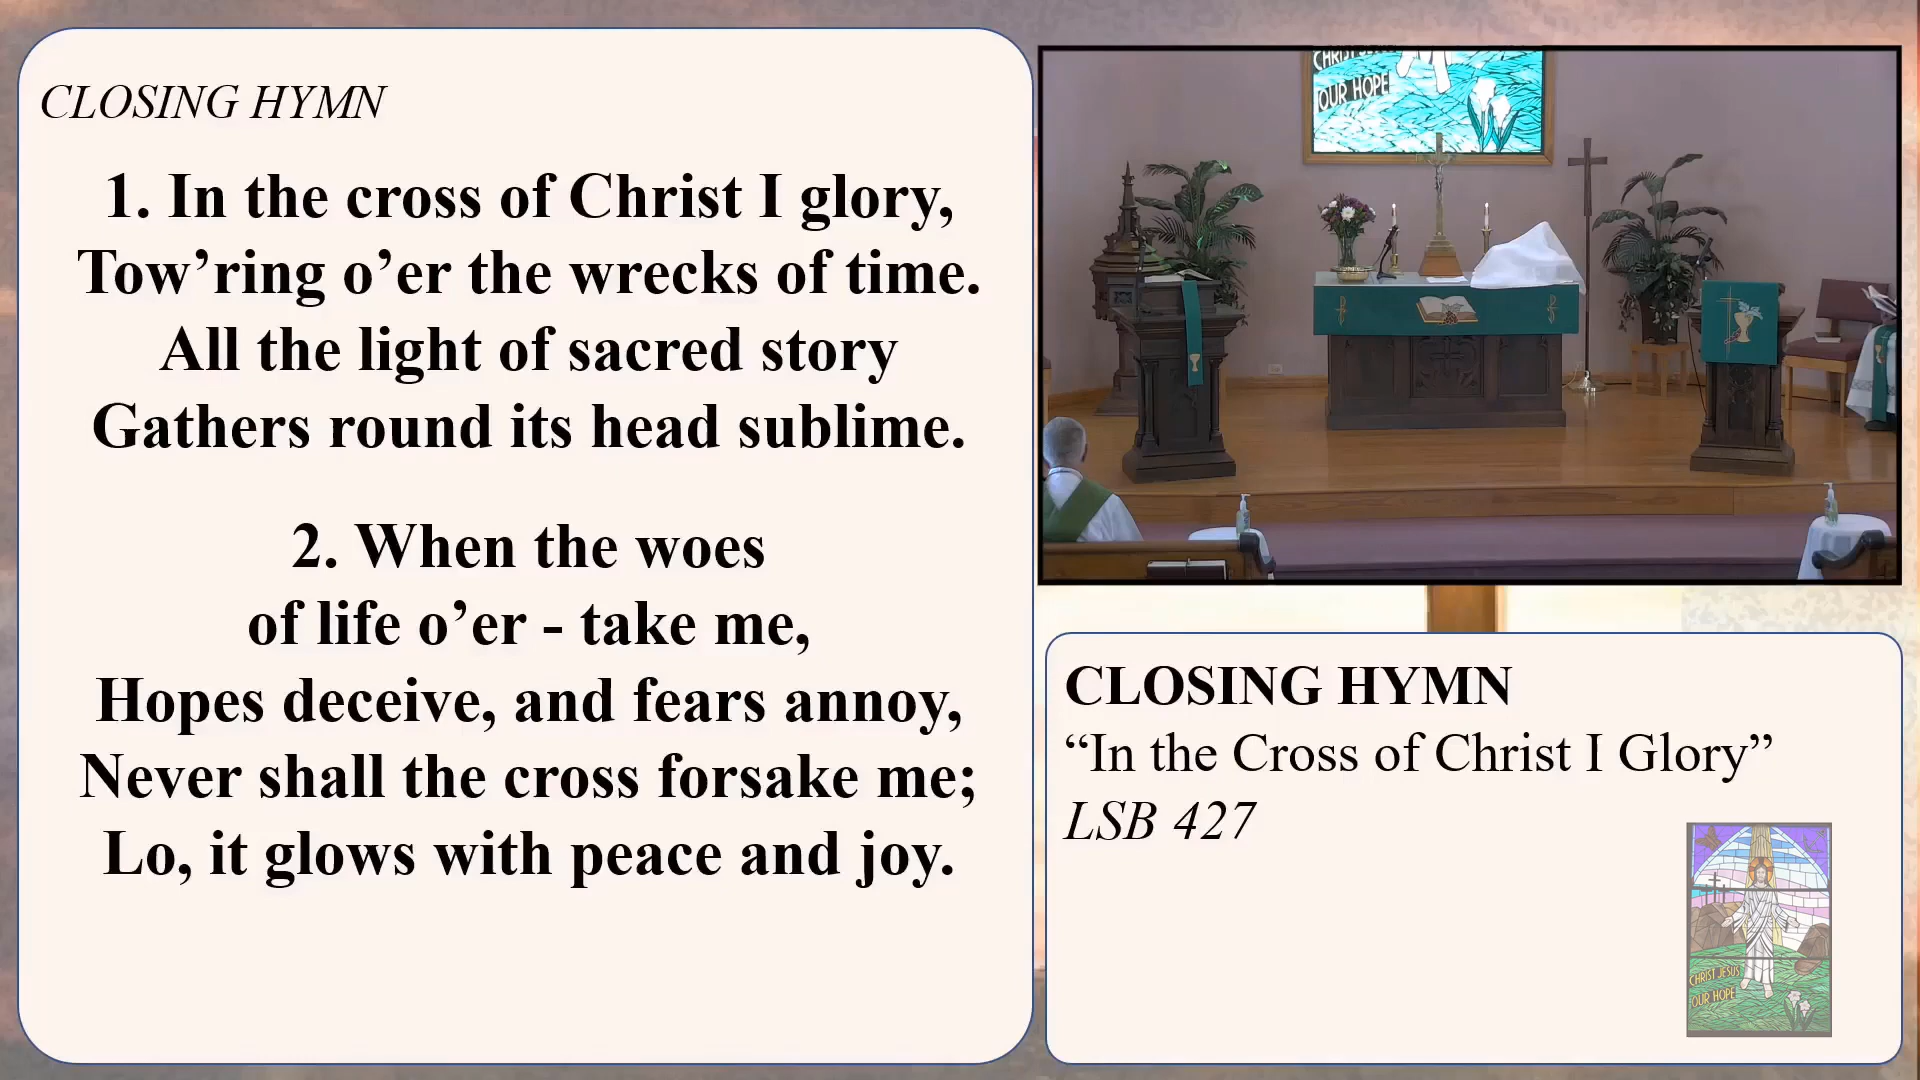 CLOSING HYMN
1. In the cross of Christ I glory,
Tow’ring o’er the wrecks of time.
All the light of sacred story
Gathers round its head sublime.
2. When the woes
of life o’er - take me,
Hopes deceive, and fears annoy,
Never shall the cross forsake me;
Lo, it glows with peace and joy.
CHRIST JESUS
OUR HOPE
CLOSING HYMN
“In the Cross of Christ I Glory”
LSB 427
CHRIST JESUS
OUR HOPE